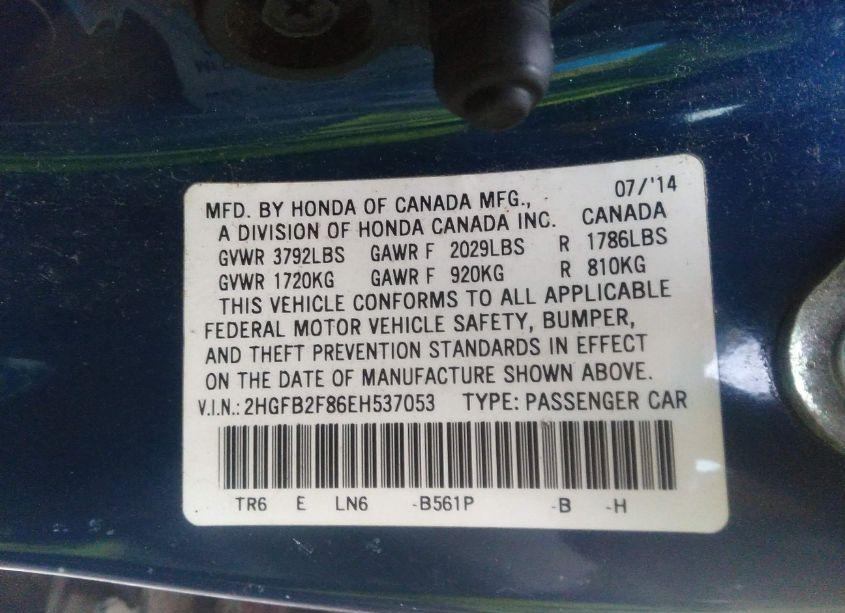 MFD. BY HONDA OF CANADA MFG., 07/'14
A DIVISION OF HONDA CANADA INC. CANADA
GVWR 3792LBS GAWR F 2029LBS R 1786LBS
GVWR 1720KG GAWR F 920KG R 810KG
THIS VEHICLE CONFORMS TO ALL APPLICABLE
FEDERAL MOTOR VEHICLE SAFETY, BUMPER,
AND THEFT PREVENTION STANDARDS IN EFFECT
ON THE DATE OF MANUFACTURE SHOWN ABOVE.
V.I.N.: 2HGFB2F86EH537053 TYPE: PASSENGER CAR
TR6 E LN6 -B561P -B -H